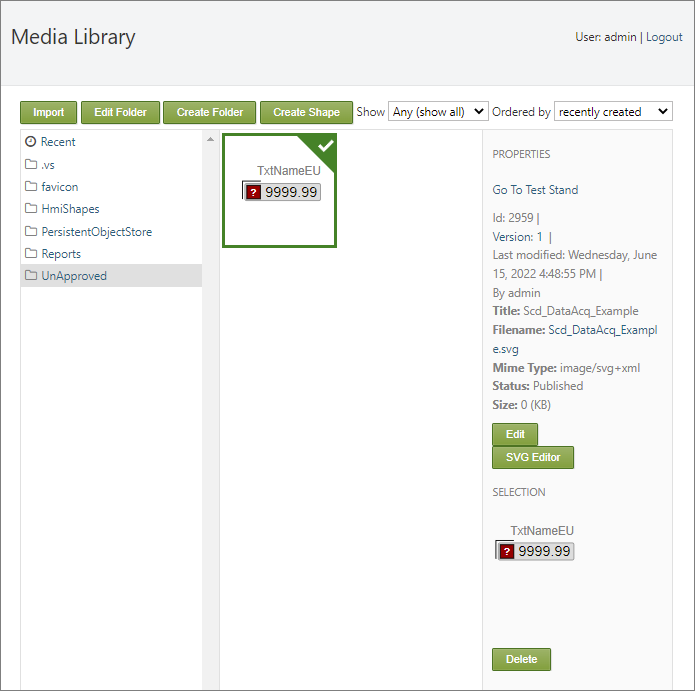 Media Library
User: admin | Logout
Import Edit Folder Create Folder Create Shape Show Any (show all) Ordered by recently created
Recent
.vs
favicon
HmiShapes
PersistentObjectStore
Reports
UnApproved
TxtNameEU
? 9999.99
PROPERTIES
Go To Test Stand
Id: 2959 |
Version: 1 |
Last modified: Wednesday, June
15, 2022 4:48:55 PM |
By admin
Title: Scd_DataAcq_Example
Filename: Scd_DataAcq_Exampl
e.svg
Mime Type: image/svg+xml
Status: Published
Size: 0 (KB)
Edit
SVG Editor
SELECTION
TxtNameEU
? 9999.99
Delete